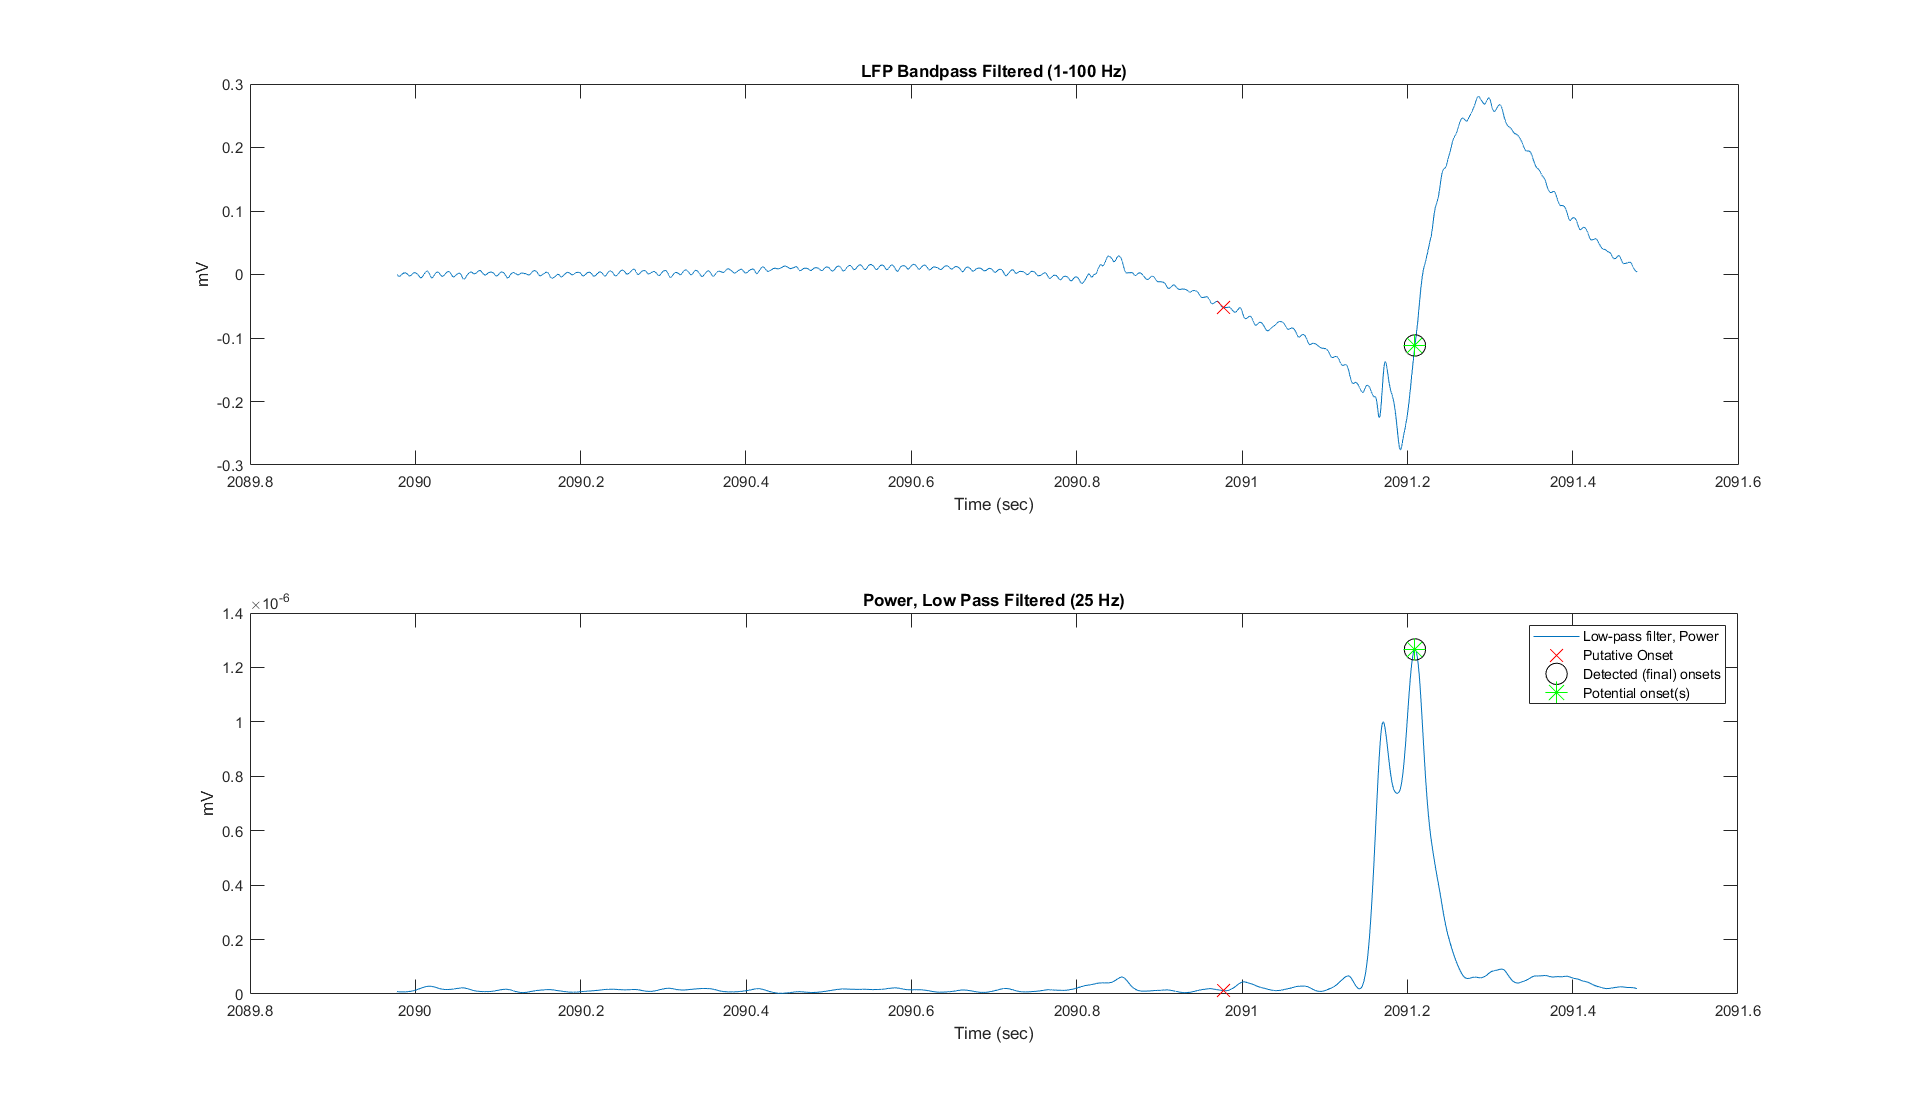 LFP Bandpass Filtered (1-100 Hz)
0.3
0.2
0.1
0
-0.1
-0.2
-0.3
mV
2089.8 2090 2090.2 2090.4 2090.6 2090.8 2091 2091.2 2091.4 2091.6
Time (sec)
Power, Low Pass Filtered (25 Hz)
×10-6
1.4
1.2
1
0.8
0.6
0.4
0.2
0
mV
Low-pass filter, Power
Putative Onset
Detected (final) onsets
Potential onset(s)
2089.8 2090 2090.2 2090.4 2090.6 2090.8 2091 2091.2 2091.4 2091.6
Time (sec)